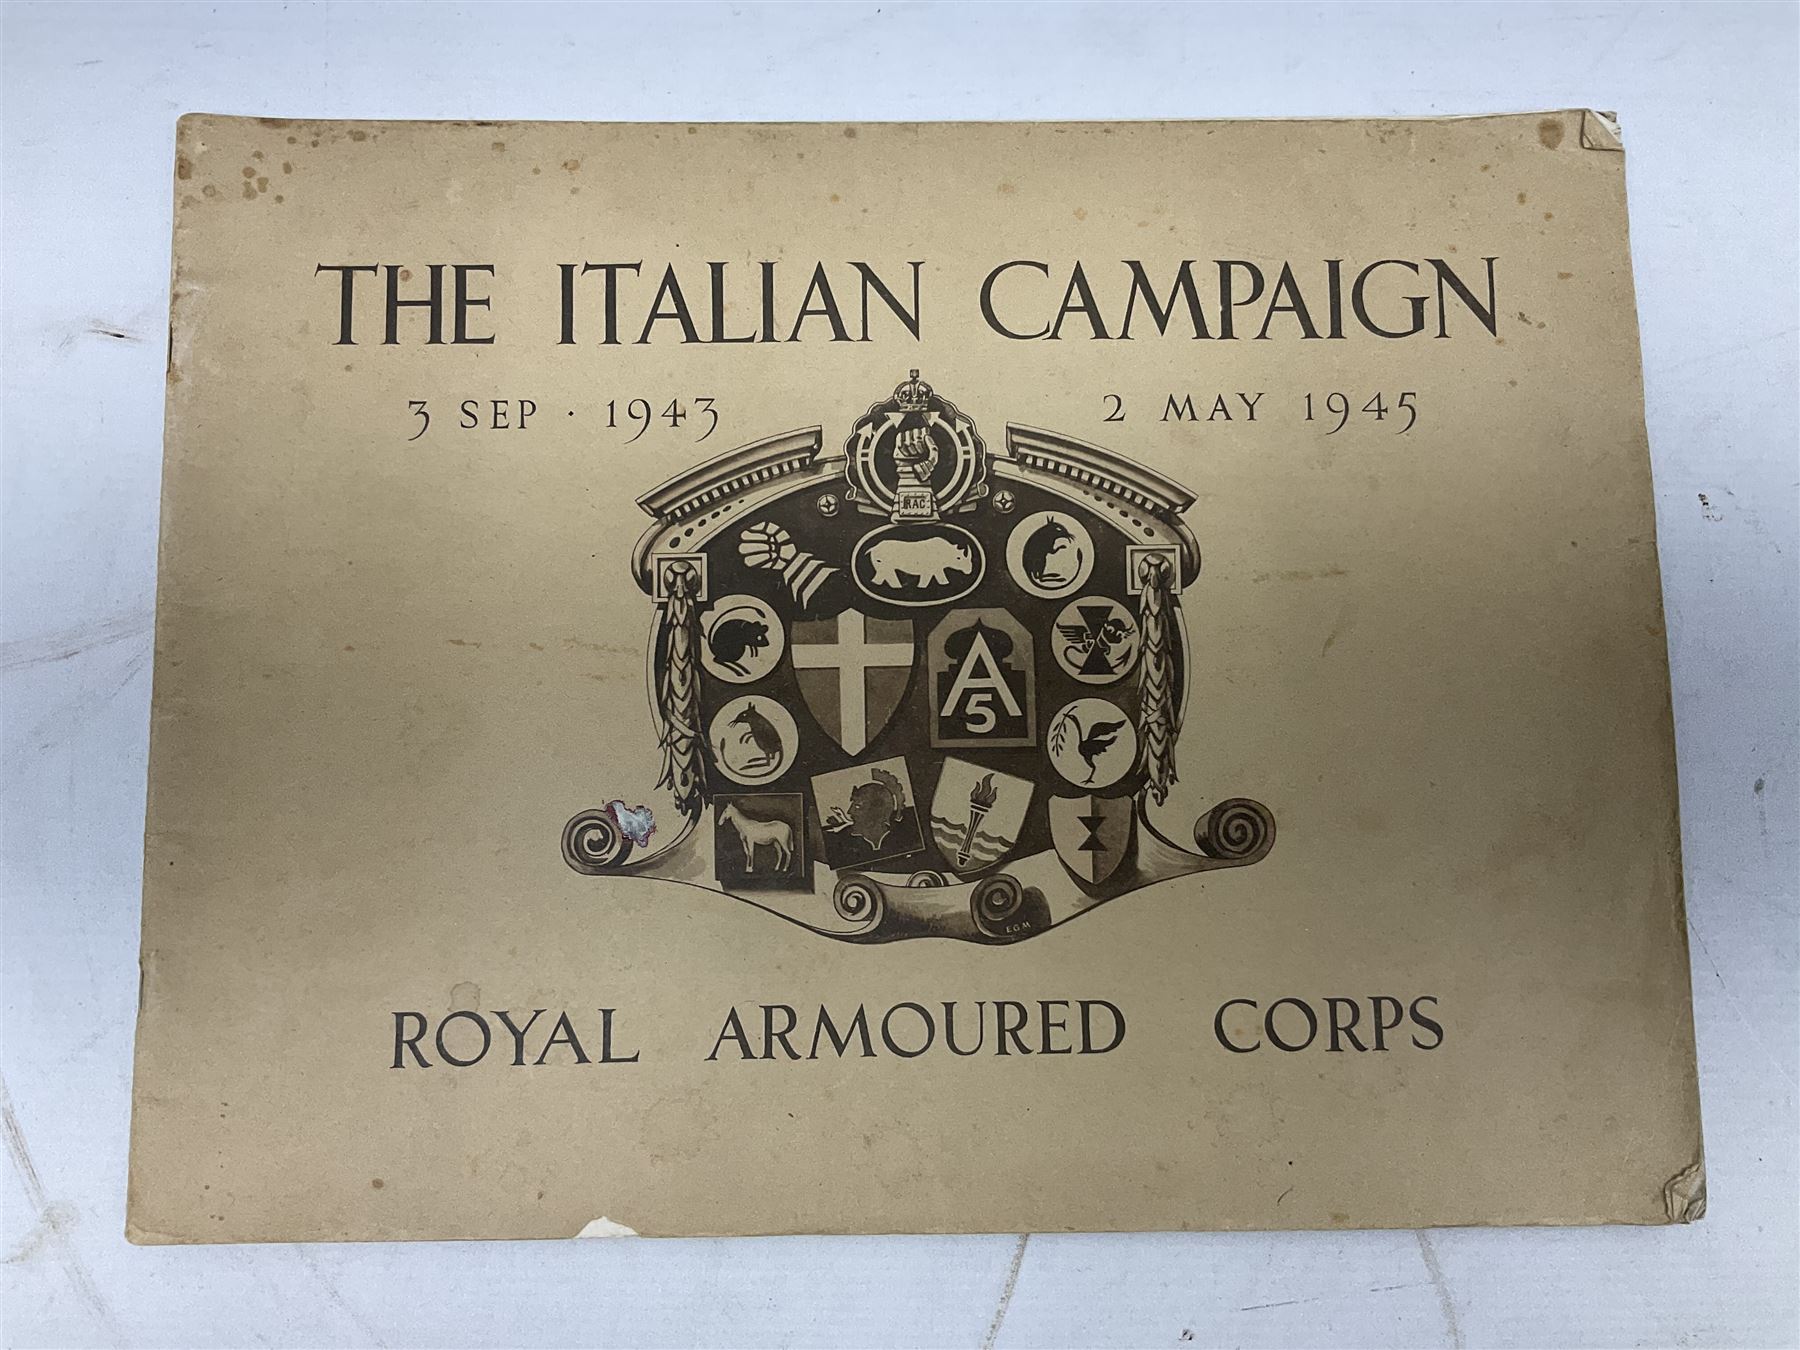 THE ITALIAN CAMPAIGN
3 SEP · 1943 2 MAY 1945
RAC
A
5
EGM
ROYAL ARMOURED CORPS